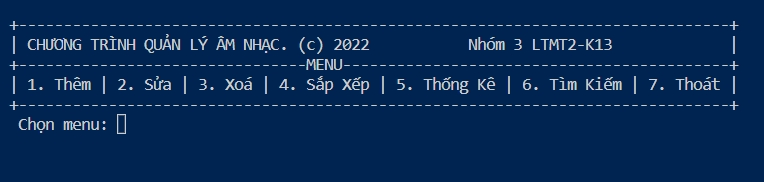 CHƯƠNG TRÌNH QUẢN LÝ ÂM NHẠC. (c) 2022 Nhóm 3 LTMT2-K13
MENU
| 1. Thêm | 2. Sửa | 3. Xoá | 4. Sắp Xếp | 5. Thống Kê | 6. Tìm Kiếm | 7. Thoát |
Chọn menu: